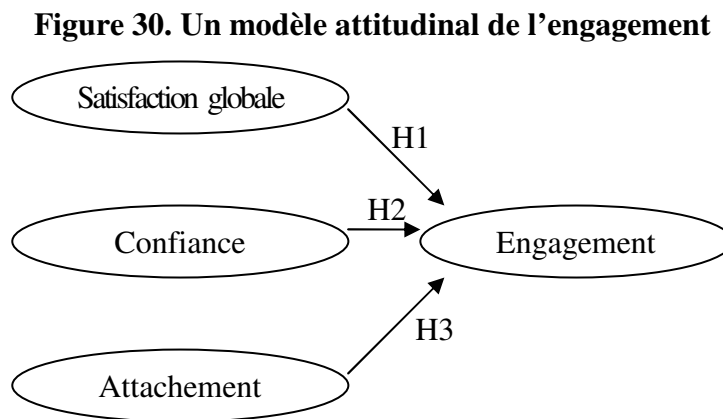 Figure 30. Un modèle attitudinal de l’engagement
Satisfaction globale
H1
H2
Confiance
Engagement
H3
Attachement